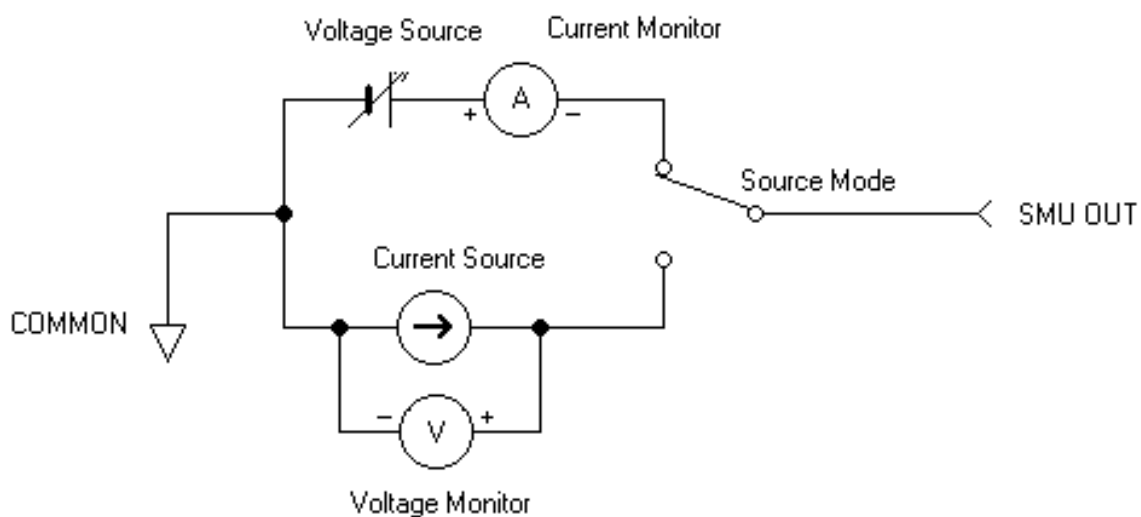 Voltage Source
Current Monitor
A
+
−
Source Mode
SMU OUT
Current Source
COMMON
−
V
+
Voltage Monitor